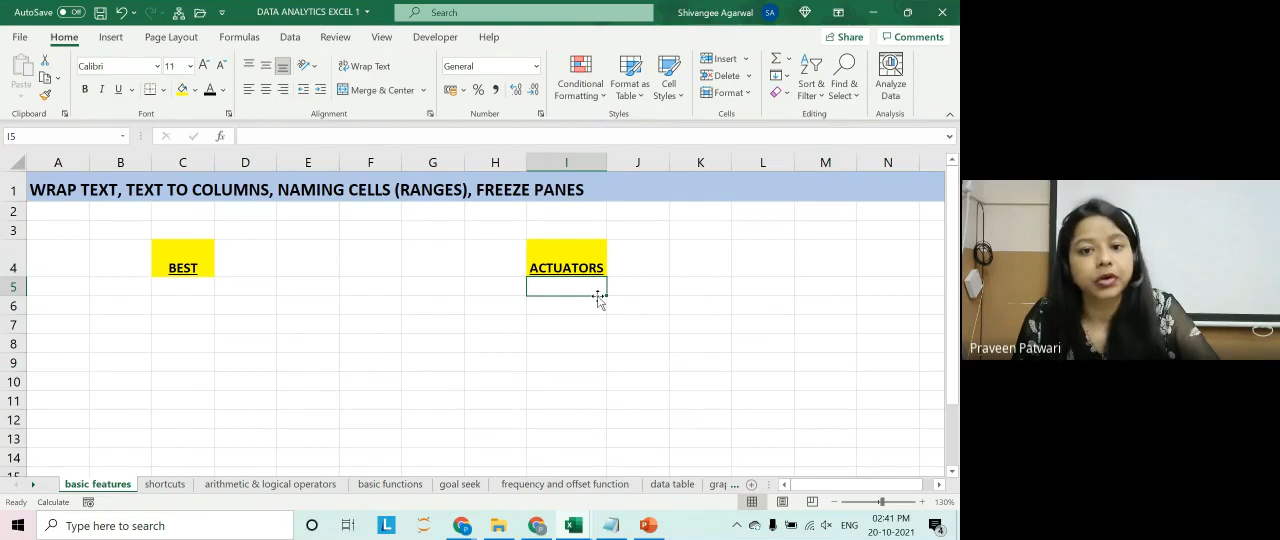 AutoSave Off DATA ANALYTICS EXCEL 1 Search Shivangee Agarwal SA
File Home Insert Page Layout Formulas Data Review View Developer Help Share Comments
Paste Calibri 11 Wrap Text General Conditional Formatting Format as Table Cell Styles Insert Sort & Filter Find & Select Analyze Data
B I U Merge & Center Delete
Format
Clipboard Font Alignment Number Styles Cells Editing Analysis
I5 fx
A B C D E F G H I J K L M N
1 WRAP TEXT, TEXT TO COLUMNS, NAMING CELLS (RANGES), FREEZE PANES
2
3
4 BEST ACTUATORS
5
6
7
8
9
10
11
12
13
14
15
basic features shortcuts arithmetic & logical operators basic functions goal seek frequency and offset function data table grap ...
Ready Calculate 130%
Type here to search ENG 02:41 PM
20-10-2021 4
Praveen Patwari